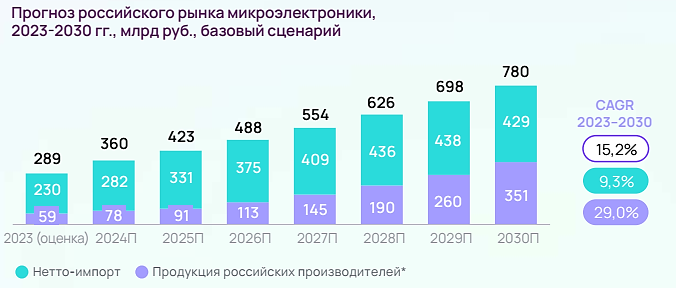 Прогноз российского рынка микроэлектроники,
2023-2030 гг., млрд руб., базовый сценарий
289 360 423 488 554 626 698 780
230 282 331 375 409 436 438 429
59 78 91 113 145 190 260 351
2023 (оценка) 2024П 2025П 2026П 2027П 2028П 2029П 2030П
CAGR
2023–2030
15,2%
9,3%
29,0%
Нетто-импорт Продукция российских производителей*